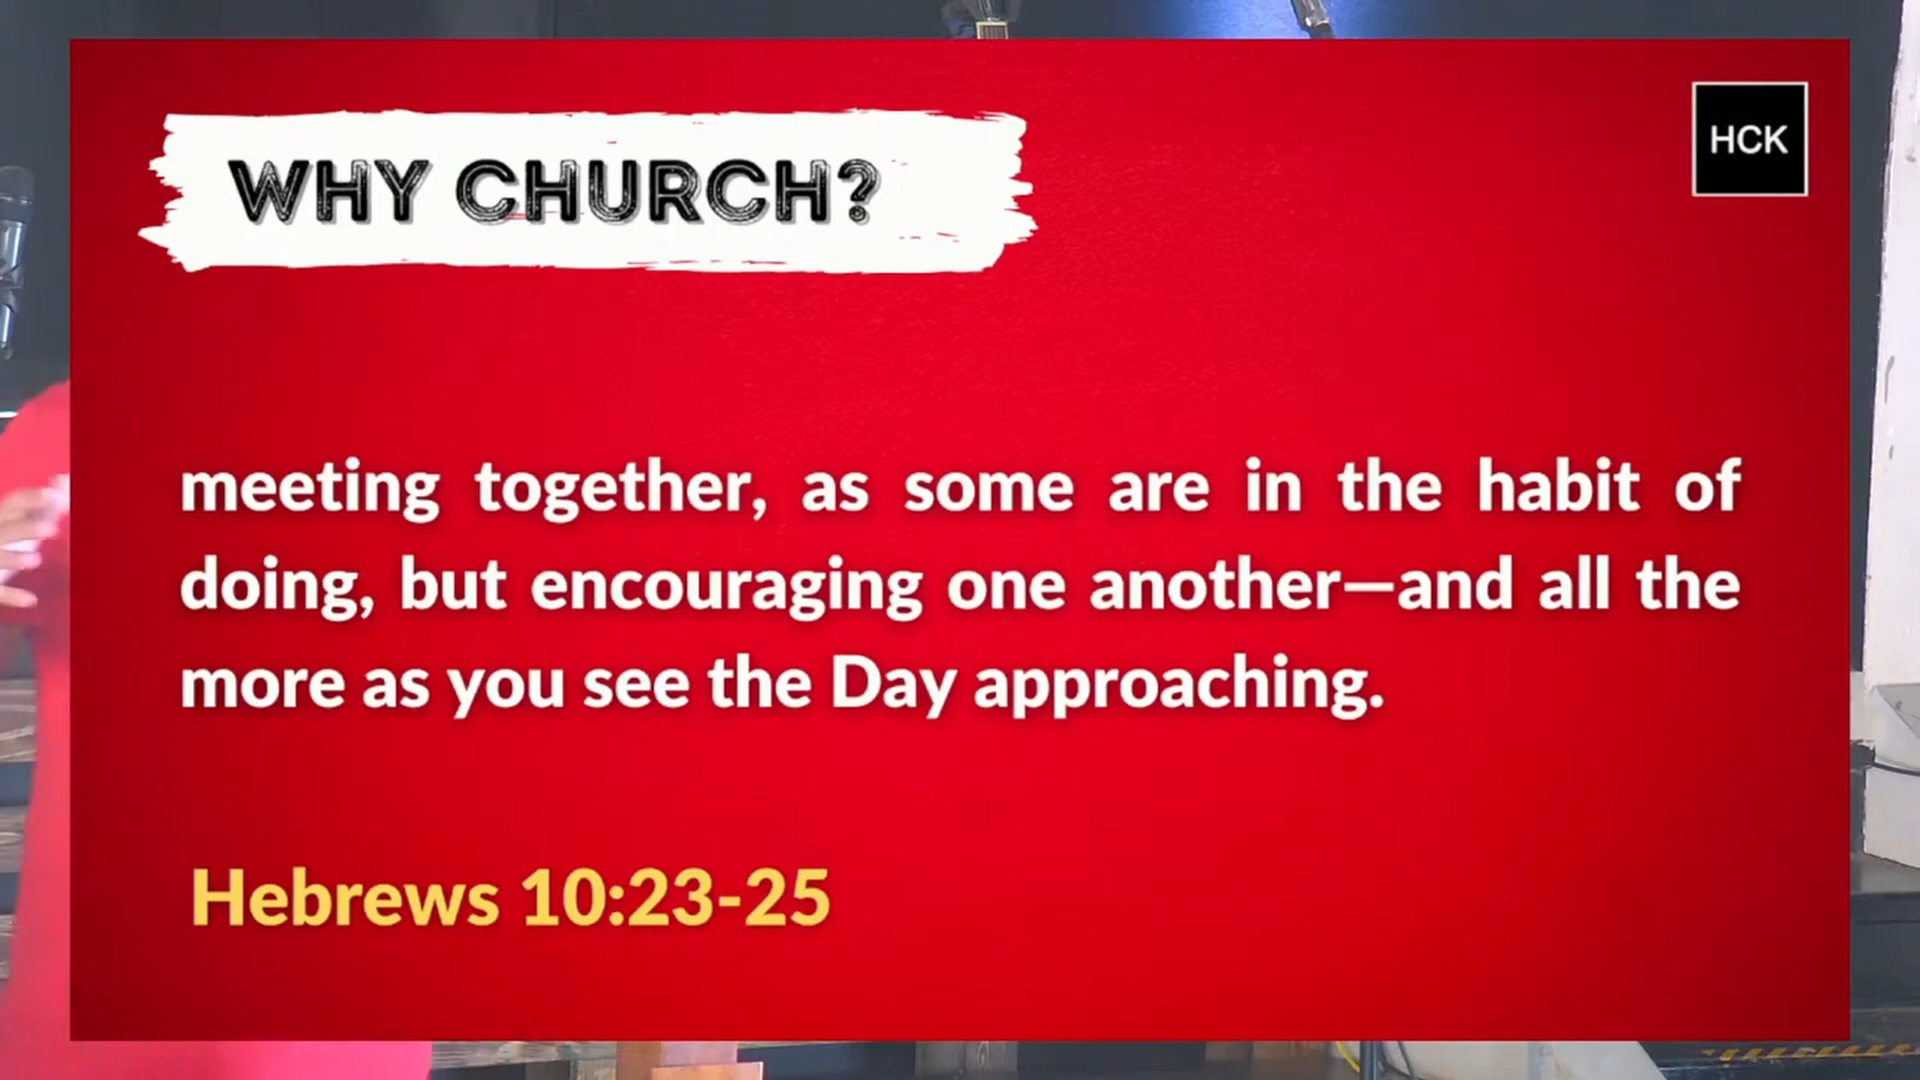 WHY CHURCH?
HCK
meeting together, as some are in the habit of
doing, but encouraging one another—and all the
more as you see the Day approaching.
Hebrews 10:23-25